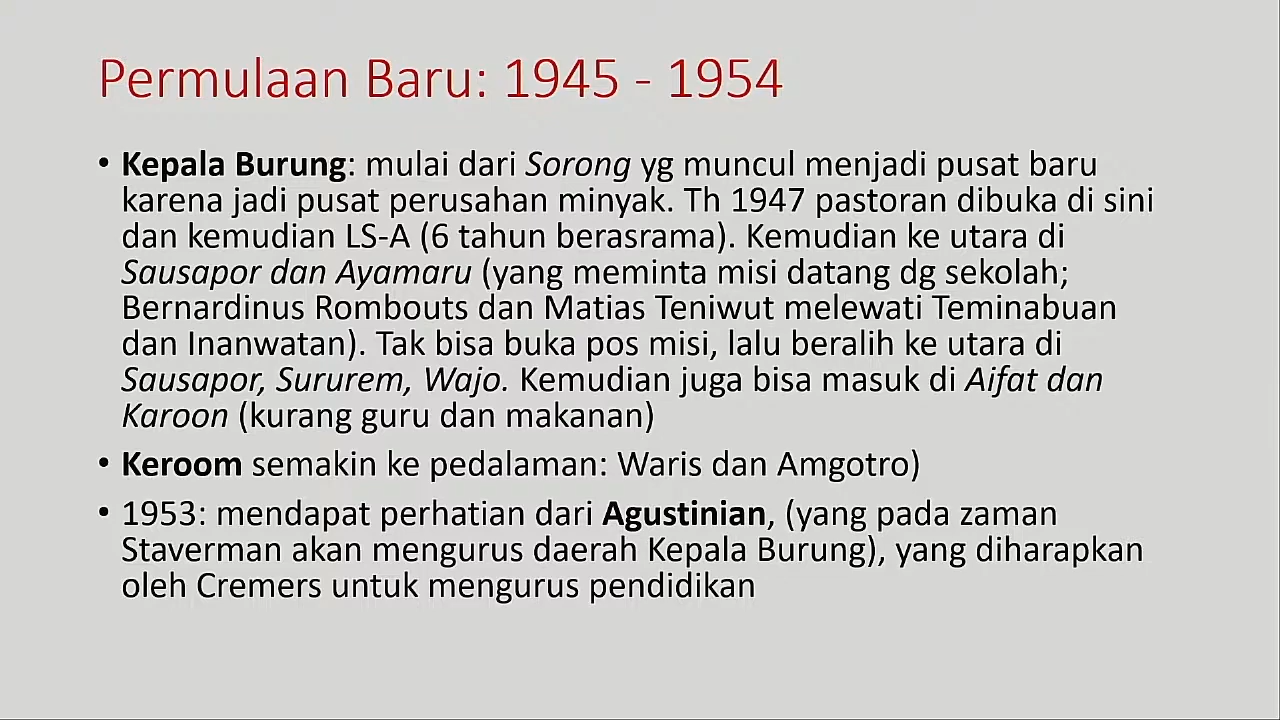 Permulaan Baru: 1945 - 1954
• Kepala Burung: mulai dari Sorong yg muncul menjadi pusat baru
karena jadi pusat perusahan minyak. Th 1947 pastoran dibuka di sini
dan kemudian LS-A (6 tahun berasrama). Kemudian ke utara di
Sausapor dan Ayamaru (yang meminta misi datang dg sekolah;
Bernardinus Rombouts dan Matias Teniwut melewati Teminabuan
dan Inanwatan). Tak bisa buka pos misi, lalu beralih ke utara di
Sausapor, Sururem, Wajo. Kemudian juga bisa masuk di Aifat dan
Karoon (kurang guru dan makanan)
• Keroom semakin ke pedalaman: Waris dan Amgotro)
• 1953: mendapat perhatian dari Agustinian, (yang pada zaman
Staverman akan mengurus daerah Kepala Burung), yang diharapkan
oleh Cremers untuk mengurus pendidikan